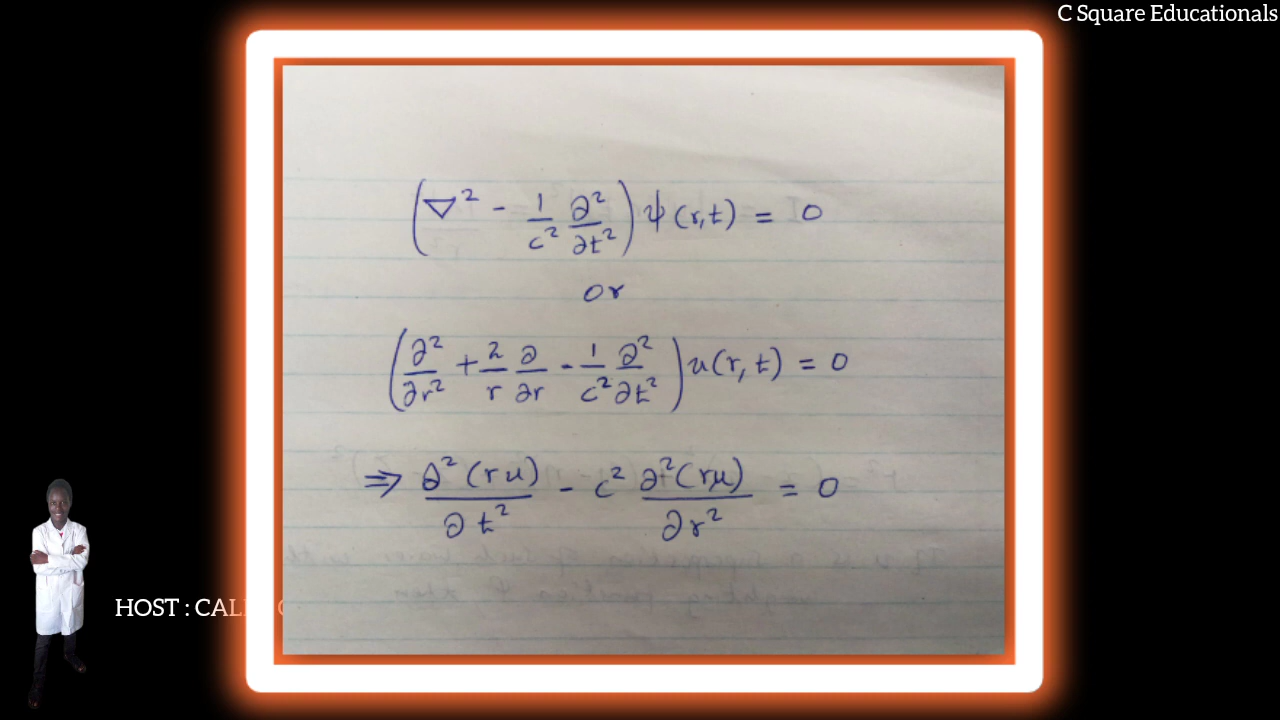 C Square Educationals
(∇² - 1/c² ∂²/∂t²) ψ(r,t) = 0
or
(∂²/∂r² + 2/r ∂/∂r - 1/c² ∂²/∂t²) u(r,t) = 0
⇒ ∂²(ru)/∂t² - c² ∂²(ru)/∂r² = 0
HOST : CAL